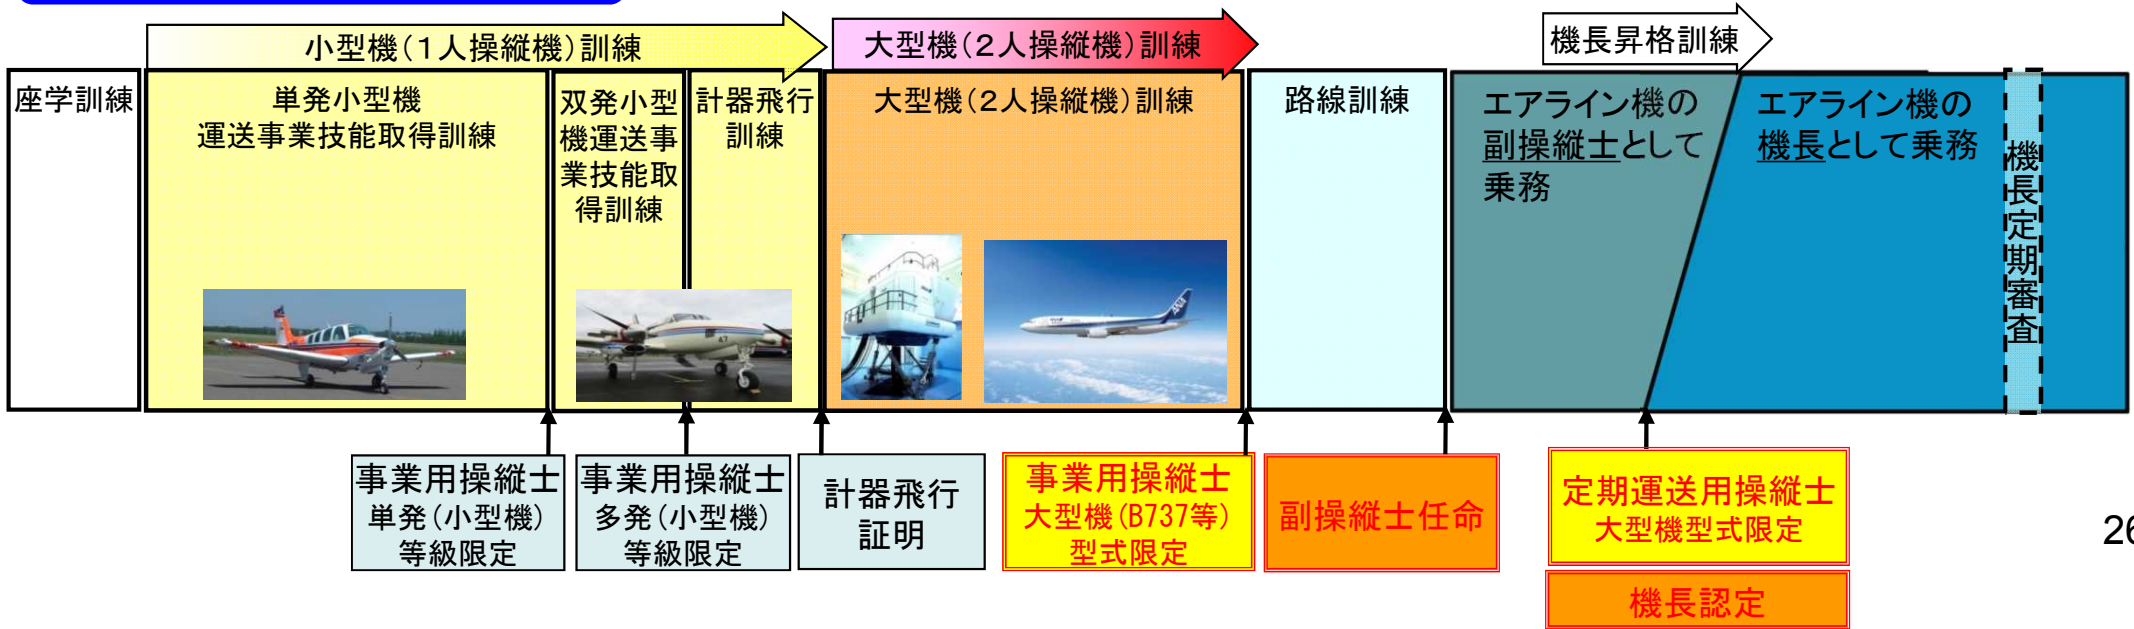 小型機(1人操縦機)訓練
大型機(2人操縦機)訓練
機長昇格訓練
座学訓練
単発小型機
運送事業技能取得訓練
双発小型
機運送事
業技能取
得訓練
計器飛行
訓練
大型機(2人操縦機)訓練
路線訓練
エアライン機の
副操縦士として
乗務
エアライン機の
機長として乗務
機長定期審査
ANA
事業用操縦士
単発(小型機)
等級限定
事業用操縦士
多発(小型機)
等級限定
計器飛行
証明
事業用操縦士
大型機(B737等)
型式限定
副操縦士任命
定期運送用操縦士
大型機型式限定
機長認定
26